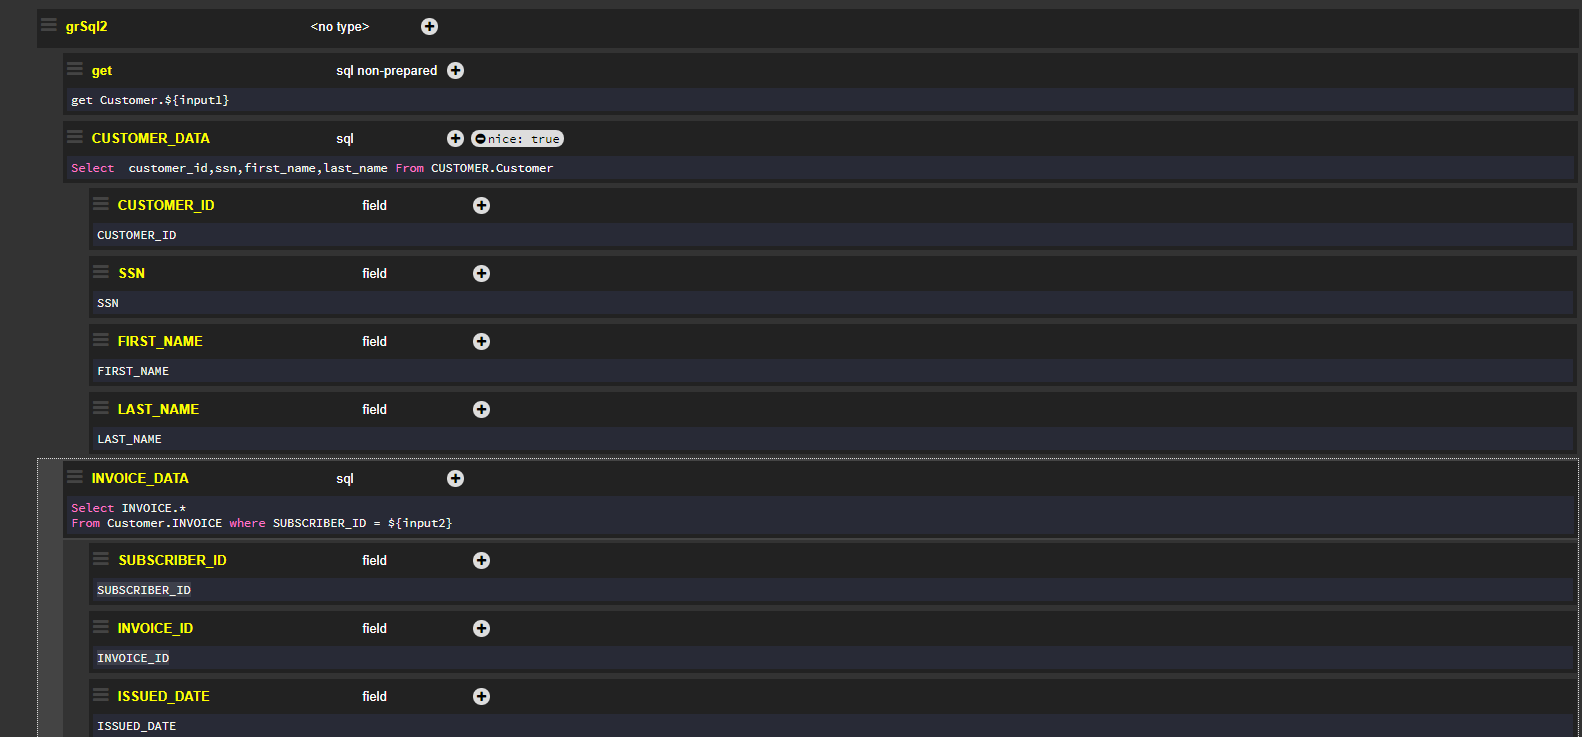 grSql2 <no type>
get sql non-prepared
get Customer.${input1}
CUSTOMER_DATA sql nice: true
Select  customer_id,ssn,first_name,last_name From CUSTOMER.Customer
CUSTOMER_ID field
CUSTOMER_ID
SSN field
SSN
FIRST_NAME field
FIRST_NAME
LAST_NAME field
LAST_NAME
INVOICE_DATA sql
Select INVOICE.*
From Customer.INVOICE where SUBSCRIBER_ID = ${input2}
SUBSCRIBER_ID field
SUBSCRIBER_ID
INVOICE_ID field
INVOICE_ID
ISSUED_DATE field
ISSUED_DATE